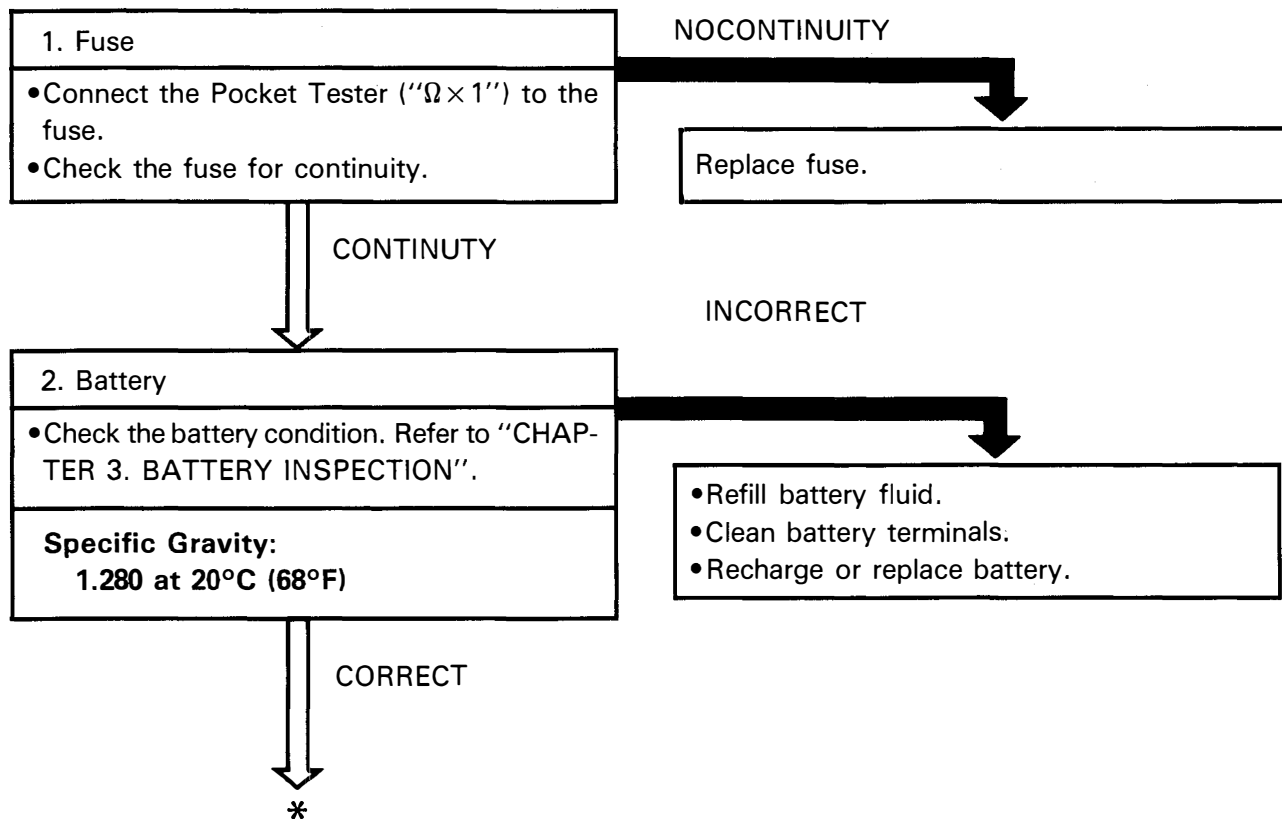 1. Fuse
NOCONTINUITY
•Connect the Pocket Tester (“Ω×1”) to the
fuse.
•Check the fuse for continuity.
Replace fuse.
CONTINUTY
INCORRECT
2. Battery
•Check the battery condition. Refer to “CHAP-
TER 3. BATTERY INSPECTION”.
•Refill battery fluid.
•Clean battery terminals.
•Recharge or replace battery.
Specific Gravity:
1.280 at 20°C (68°F)
CORRECT
*